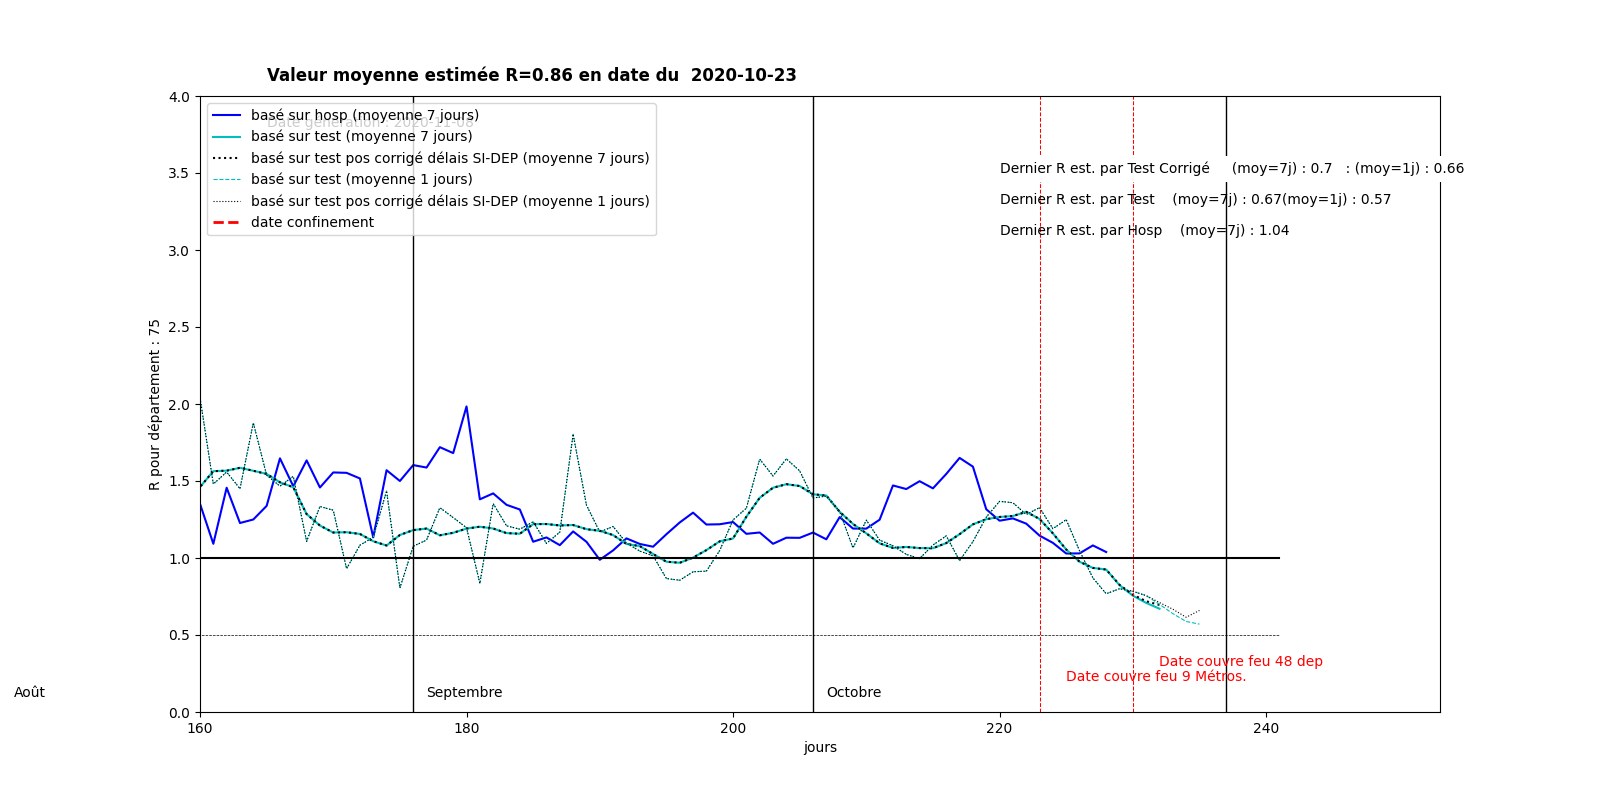 Valeur moyenne estimée R=0.86 en date du  2020-10-23
Date génération : 2020-11-08
basé sur hosp (moyenne 7 jours)
basé sur test (moyenne 7 jours)
basé sur test pos corrigé délais SI-DEP (moyenne 7 jours)
basé sur test (moyenne 1 jours)
basé sur test pos corrigé délais SI-DEP (moyenne 1 jours)
date confinement
Dernier R est. par Test Corrigé     (moy=7j) : 0.7   : (moy=1j) : 0.66
Dernier R est. par Test    (moy=7j) : 0.67(moy=1j) : 0.57
Dernier R est. par Hosp    (moy=7j) : 1.04
4.0
3.5
3.0
2.5
2.0
1.5
1.0
0.5
0.0
R pour département : 75
Date couvre feu 48 dep
Date couvre feu 9 Métros.
Août
Septembre
Octobre
160
180
200
220
240
jours